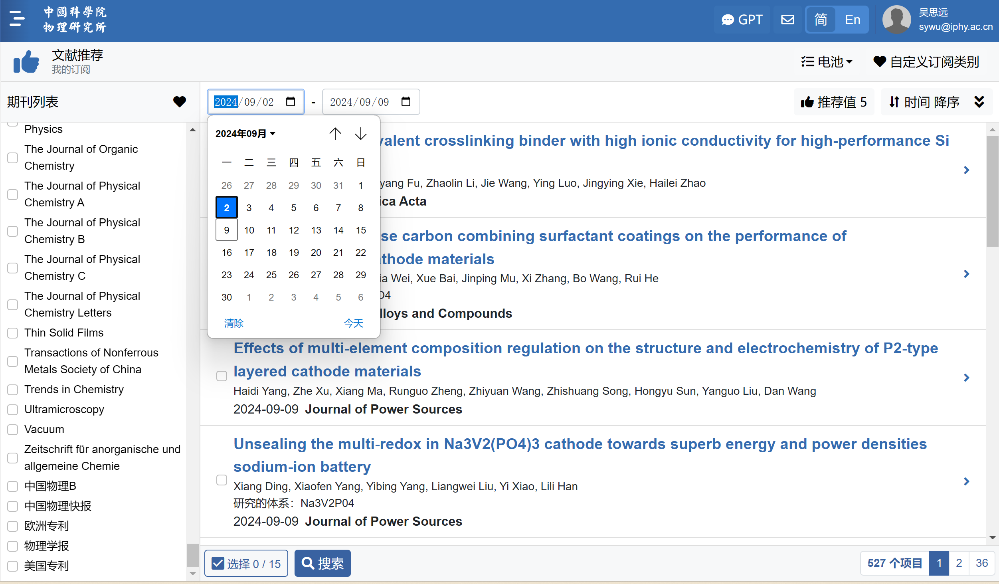 中國科學院
物理研究所
GPT
简 En
吴思远
sywu@iphy.ac.cn
文献推荐
我的订阅
电池
自定义订阅类别
期刊列表
2024/09/02 - 2024/09/09
推荐值 5
时间 降序
Physics
The Journal of Organic
Chemistry
The Journal of Physical
Chemistry A
The Journal of Physical
Chemistry B
The Journal of Physical
Chemistry C
The Journal of Physical
Chemistry Letters
Thin Solid Films
Transactions of Nonferrous
Metals Society of China
Trends in Chemistry
Ultramicroscopy
Vacuum
Zeitschrift für anorganische und
allgemeine Chemie
中国物理B
中国物理快报
欧洲专利
物理学报
美国专利
2024年09月
一 二 三 四 五 六 日
26 27 28 29 30 31 1
2 3 4 5 6 7 8
9 10 11 12 13 14 15
16 17 18 19 20 21 22
23 24 25 26 27 28 29
30 1 2 3 4 5 6
清除 今天
valent crosslinking binder with high ionic conductivity for high-performance Si
yang Fu, Zhaolin Li, Jie Wang, Ying Luo, Jingying Xie, Hailei Zhao
ica Acta
se carbon combining surfactant coatings on the performance of
thode materials
ia Wei, Xue Bai, Jinping Mu, Xi Zhang, Bo Wang, Rui He
O4
lloys and Compounds
Effects of multi-element composition regulation on the structure and electrochemistry of P2-type
layered cathode materials
Haidi Yang, Zhe Xu, Xiang Ma, Runguo Zheng, Zhiyuan Wang, Zhishuang Song, Hongyu Sun, Yanguo Liu, Dan Wang
2024-09-09 Journal of Power Sources
Unsealing the multi-redox in Na3V2(PO4)3 cathode towards superb energy and power densities
sodium-ion battery
Xiang Ding, Xiaofen Yang, Yibing Yang, Liangwei Liu, Yi Xiao, Lili Han
研究的体系：Na3V2P04
2024-09-09 Journal of Power Sources
选择 0 / 15
搜索
527 个项目 1 2 36